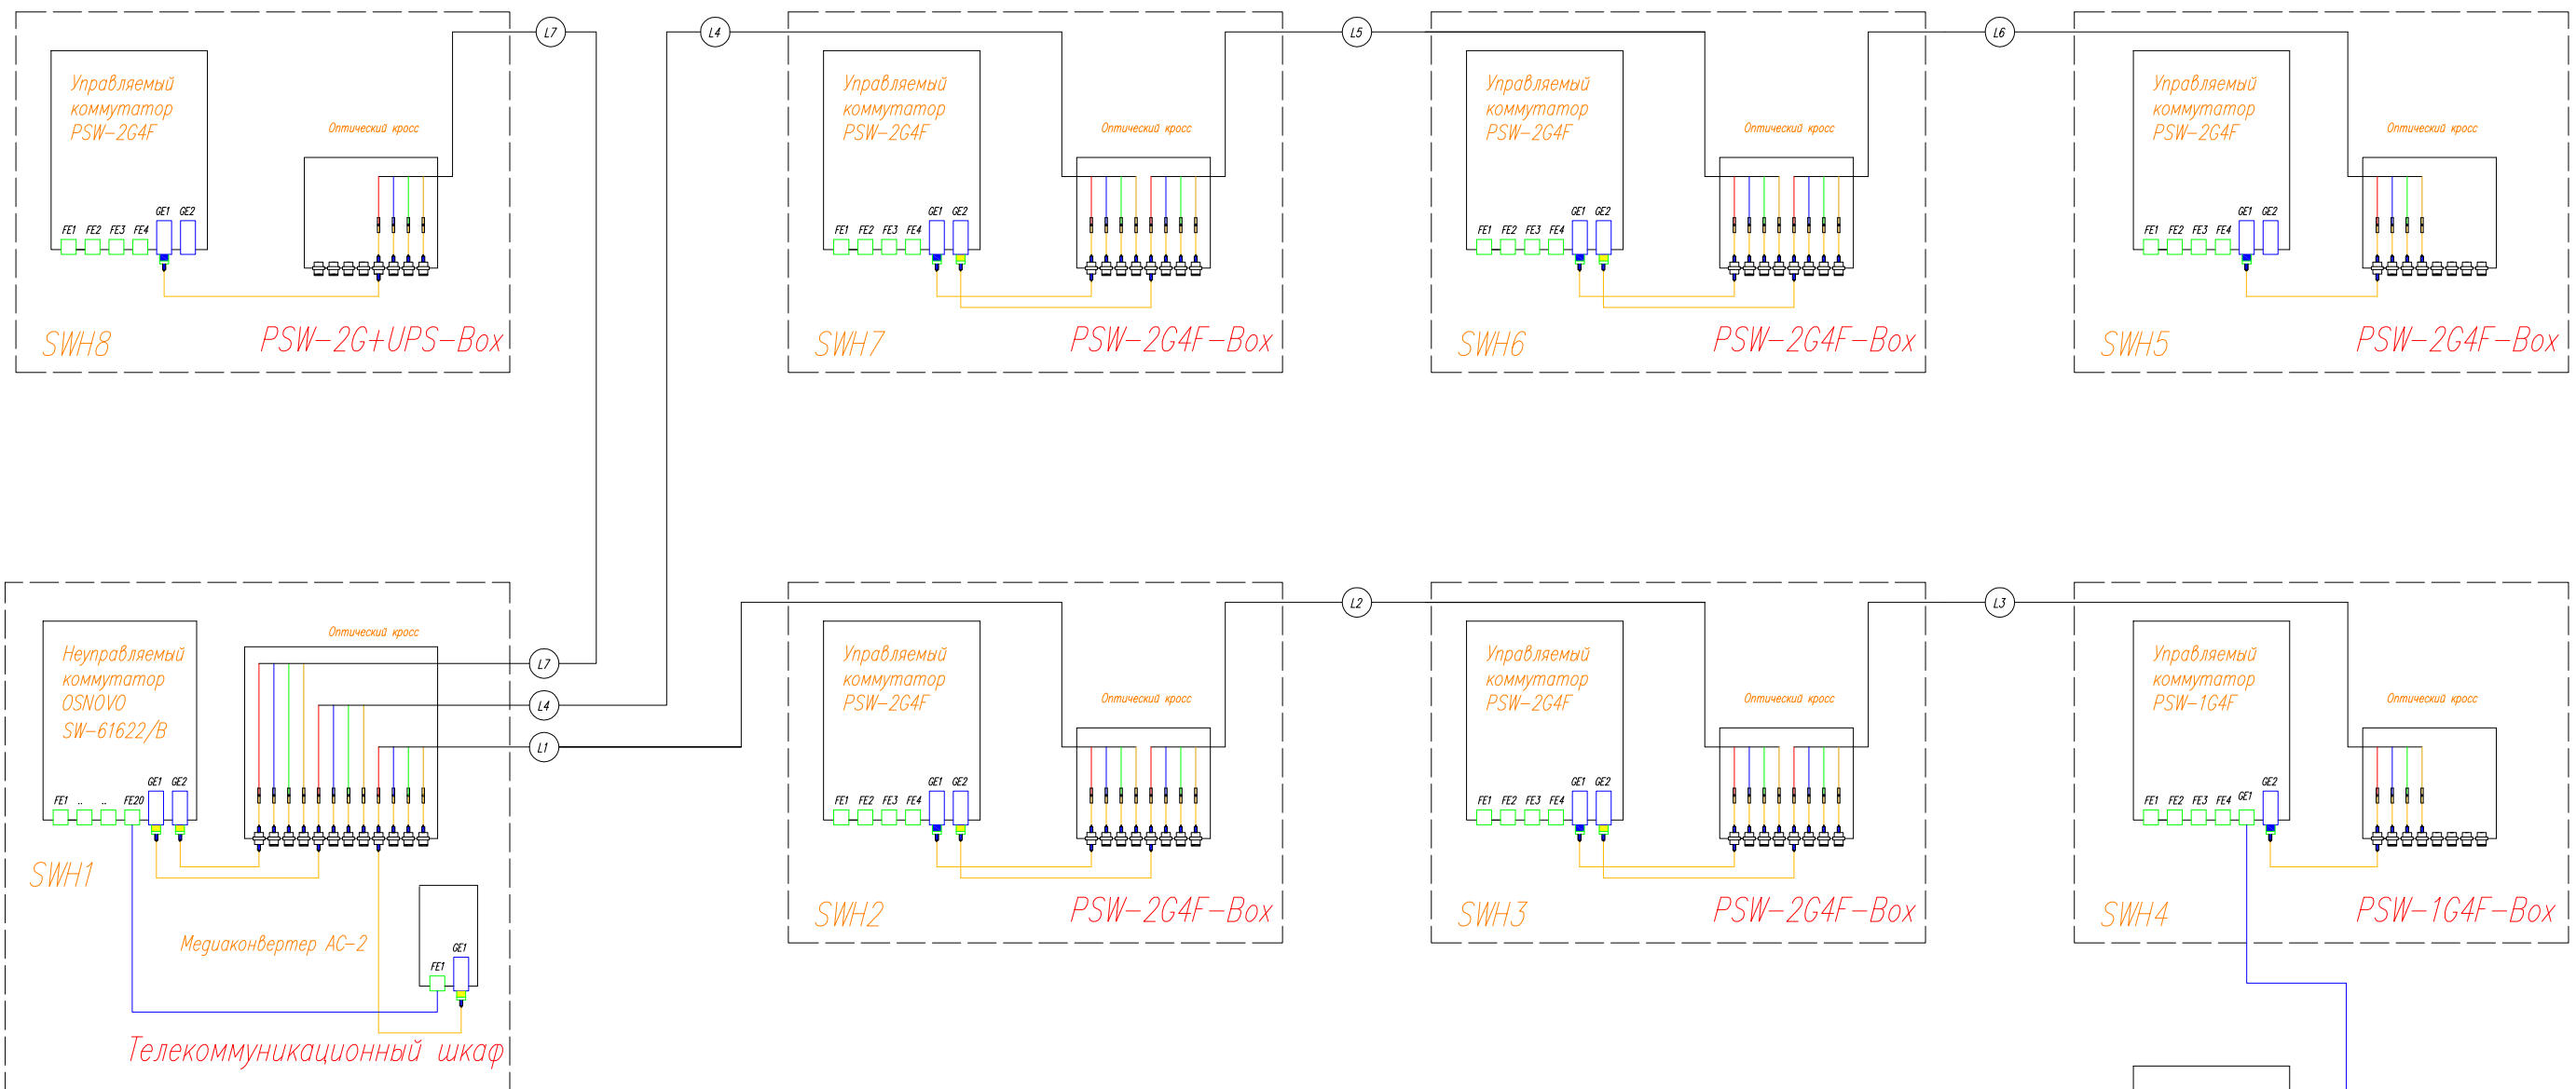 L7
L4
L5
L6
Управляемый
коммутатор
PSW-2G4F
Оптический кросс
FE1 FE2 FE3 FE4 GE1 GE2
SWH8
PSW-2G+UPS-Box
Управляемый
коммутатор
PSW-2G4F
Оптический кросс
FE1 FE2 FE3 FE4 GE1 GE2
SWH7
PSW-2G4F-Box
Управляемый
коммутатор
PSW-2G4F
Оптический кросс
FE1 FE2 FE3 FE4 GE1 GE2
SWH6
PSW-2G4F-Box
Управляемый
коммутатор
PSW-2G4F
Оптический кросс
FE1 FE2 FE3 FE4 GE1 GE2
SWH5
PSW-2G4F-Box
Неуправляемый
коммутатор
OSNOVO
SW-61622/B
Оптический кросс
FE1 .. .. FE20 GE1 GE2
SWH1
Медиаконвертер АС-2
FE1 GE1
Телекоммуникационный шкаф
L7
L4
L1
Управляемый
коммутатор
PSW-2G4F
Оптический кросс
FE1 FE2 FE3 FE4 GE1 GE2
SWH2
PSW-2G4F-Box
L2
Управляемый
коммутатор
PSW-2G4F
Оптический кросс
FE1 FE2 FE3 FE4 GE1 GE2
SWH3
PSW-2G4F-Box
L3
Управляемый
коммутатор
PSW-1G4F
Оптический кросс
FE1 FE2 FE3 FE4 GE1 GE2
SWH4
PSW-1G4F-Box